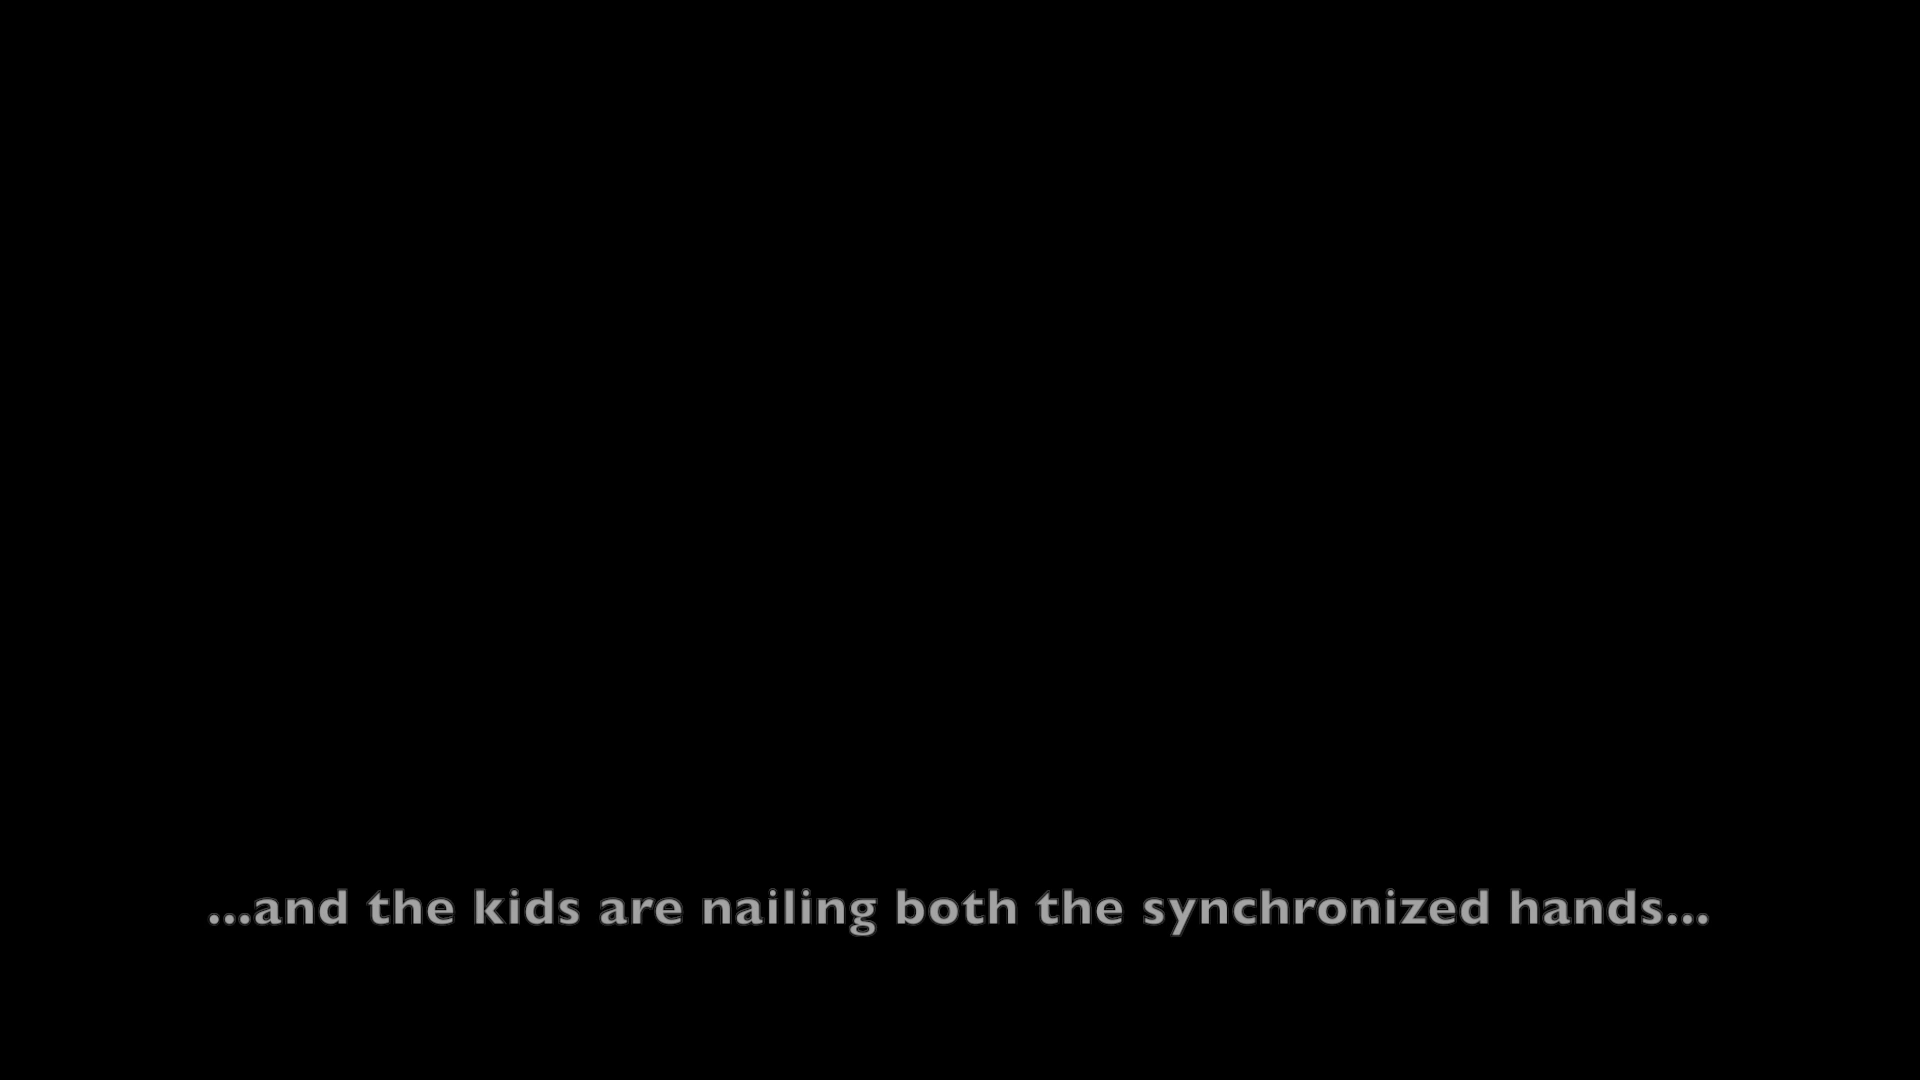 ...and the kids are nailing both the synchronized hands...